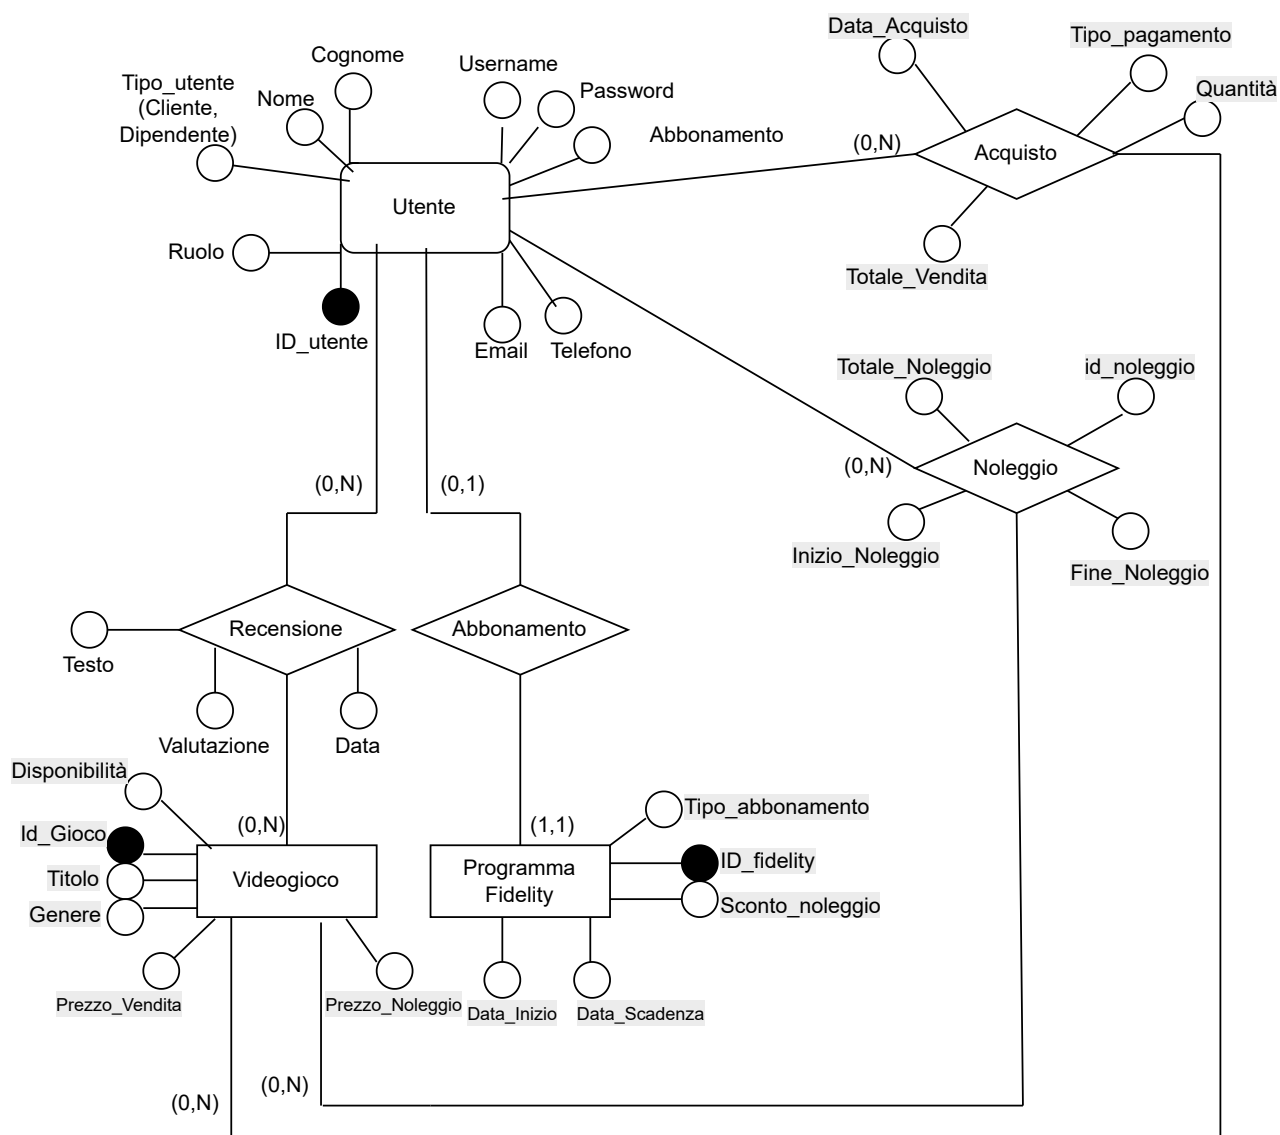 Data_Acquisto
Tipo_pagamento
Cognome
Username
Tipo_utente
(Cliente,
Dipendente)
Nome
Password
Quantità
Abbonamento
(0,N)
Acquisto
Utente
Ruolo
Totale_Vendita
ID_utente
Email
Telefono
Totale_Noleggio
id_noleggio
(0,N)
Noleggio
(0,N)
(0,1)
Inizio_Noleggio
Fine_Noleggio
Recensione
Abbonamento
Testo
Valutazione
Data
Disponibilità
Tipo_abbonamento
Id_Gioco
(0,N)
(1,1)
Titolo
Videogioco
Programma
Fidelity
ID_fidelity
Genere
Sconto_noleggio
Prezzo_Vendita
Prezzo_Noleggio
Data_Inizio
Data_Scadenza
(0,N)
(0,N)